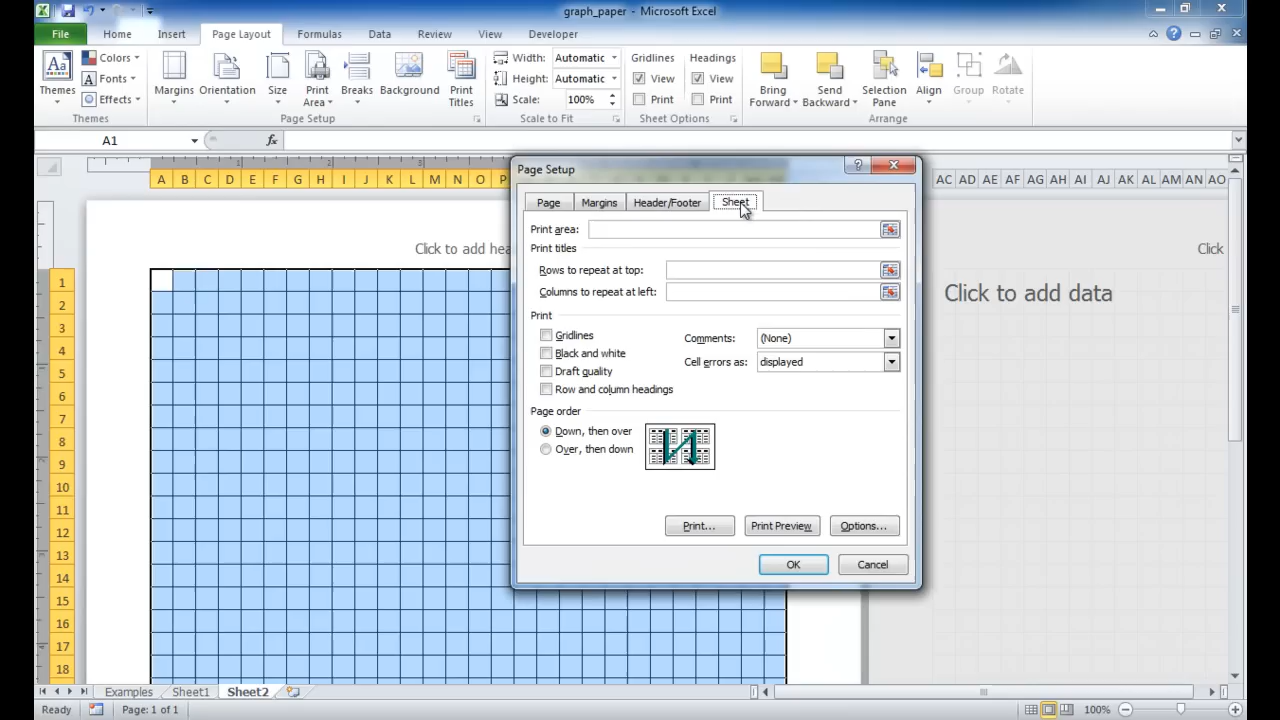 graph_paper - Microsoft Excel
File Home Insert Page Layout Formulas Data Review View Developer
Aa Colors Width: Automatic Gridlines Headings
Fonts Height: Automatic View View
Themes Effects Margins Orientation Size Print Area Breaks Background Print Titles Scale: 100% Print Print Bring Forward Send Backward Selection Pane Align Group Rotate
Themes Page Setup Scale to Fit Sheet Options Arrange
A1 fx
1 3
A B C D E F G H I J K L M N O P AC AD AE AF AG AH AI AJ AK AL AM AN AO
Click to add hea Click
Click to add data
1
2
3
4
5
6
7
8
9
10
11
12
13
14
15
16
17
18
Page Setup
Page Margins Header/Footer Sheet
Print area:
Print titles
Rows to repeat at top:
Columns to repeat at left:
Print
Gridlines Comments: (None)
Black and white Cell errors as: displayed
Draft quality
Row and column headings
Page order
Down, then over
Over, then down
Print... Print Preview Options...
OK Cancel
Examples Sheet1 Sheet2
Ready Page: 1 of 1 100%